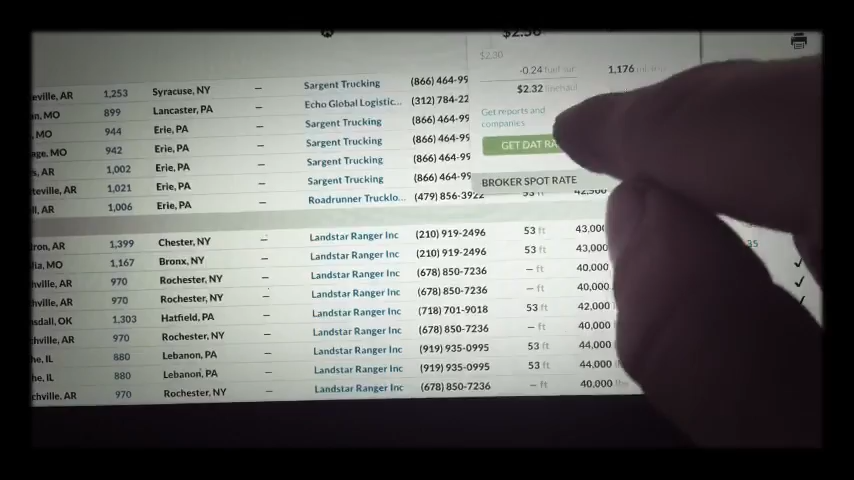 $2.30
-0.24 fuel sur 1,176
$2.32 linehaul
Get reports and
companies
GET DAT RA
BROKER SPOT RATE
eville, AR 1,253 Syracuse, NY – Sargent Trucking (866) 464-99
MO 899 Lancaster, PA – Echo Global Logistic... (312) 784-22
MO 944 Erie, PA – Sargent Trucking (866) 464-99
age, MO 942 Erie, PA – Sargent Trucking (866) 464-99
s, AR 1,002 Erie, PA – Sargent Trucking (866) 464-99
teville, AR 1,021 Erie, PA – Sargent Trucking (866) 464-99
ll, AR 1,006 Erie, PA – Roadrunner Trucklo... (479) 856-3922 53 ft 42,500
ron, AR 1,399 Chester, NY – Landstar Ranger Inc (210) 919-2496 53 ft 43,000
lia, MO 1,167 Bronx, NY – Landstar Ranger Inc (210) 919-2496 53 ft 43,000 35
hville, AR 970 Rochester, NY – Landstar Ranger Inc (678) 850-7236 – ft 40,000
hville, AR 970 Rochester, NY – Landstar Ranger Inc (678) 850-7236 – ft 40,000
nsdall, OK 1,303 Hatfield, PA – Landstar Ranger Inc (718) 701-9018 53 ft 42,000
chville, AR 970 Rochester, NY – Landstar Ranger Inc (678) 850-7236 – ft 40,000
he, IL 880 Lebanon, PA – Landstar Ranger Inc (919) 935-0995 53 ft 44,000
he, IL 880 Lebanon, PA – Landstar Ranger Inc (919) 935-0995 53 ft 44,000
rchville, AR 970 Rochester, NY – Landstar Ranger Inc (678) 850-7236 – ft 40,000 lbs